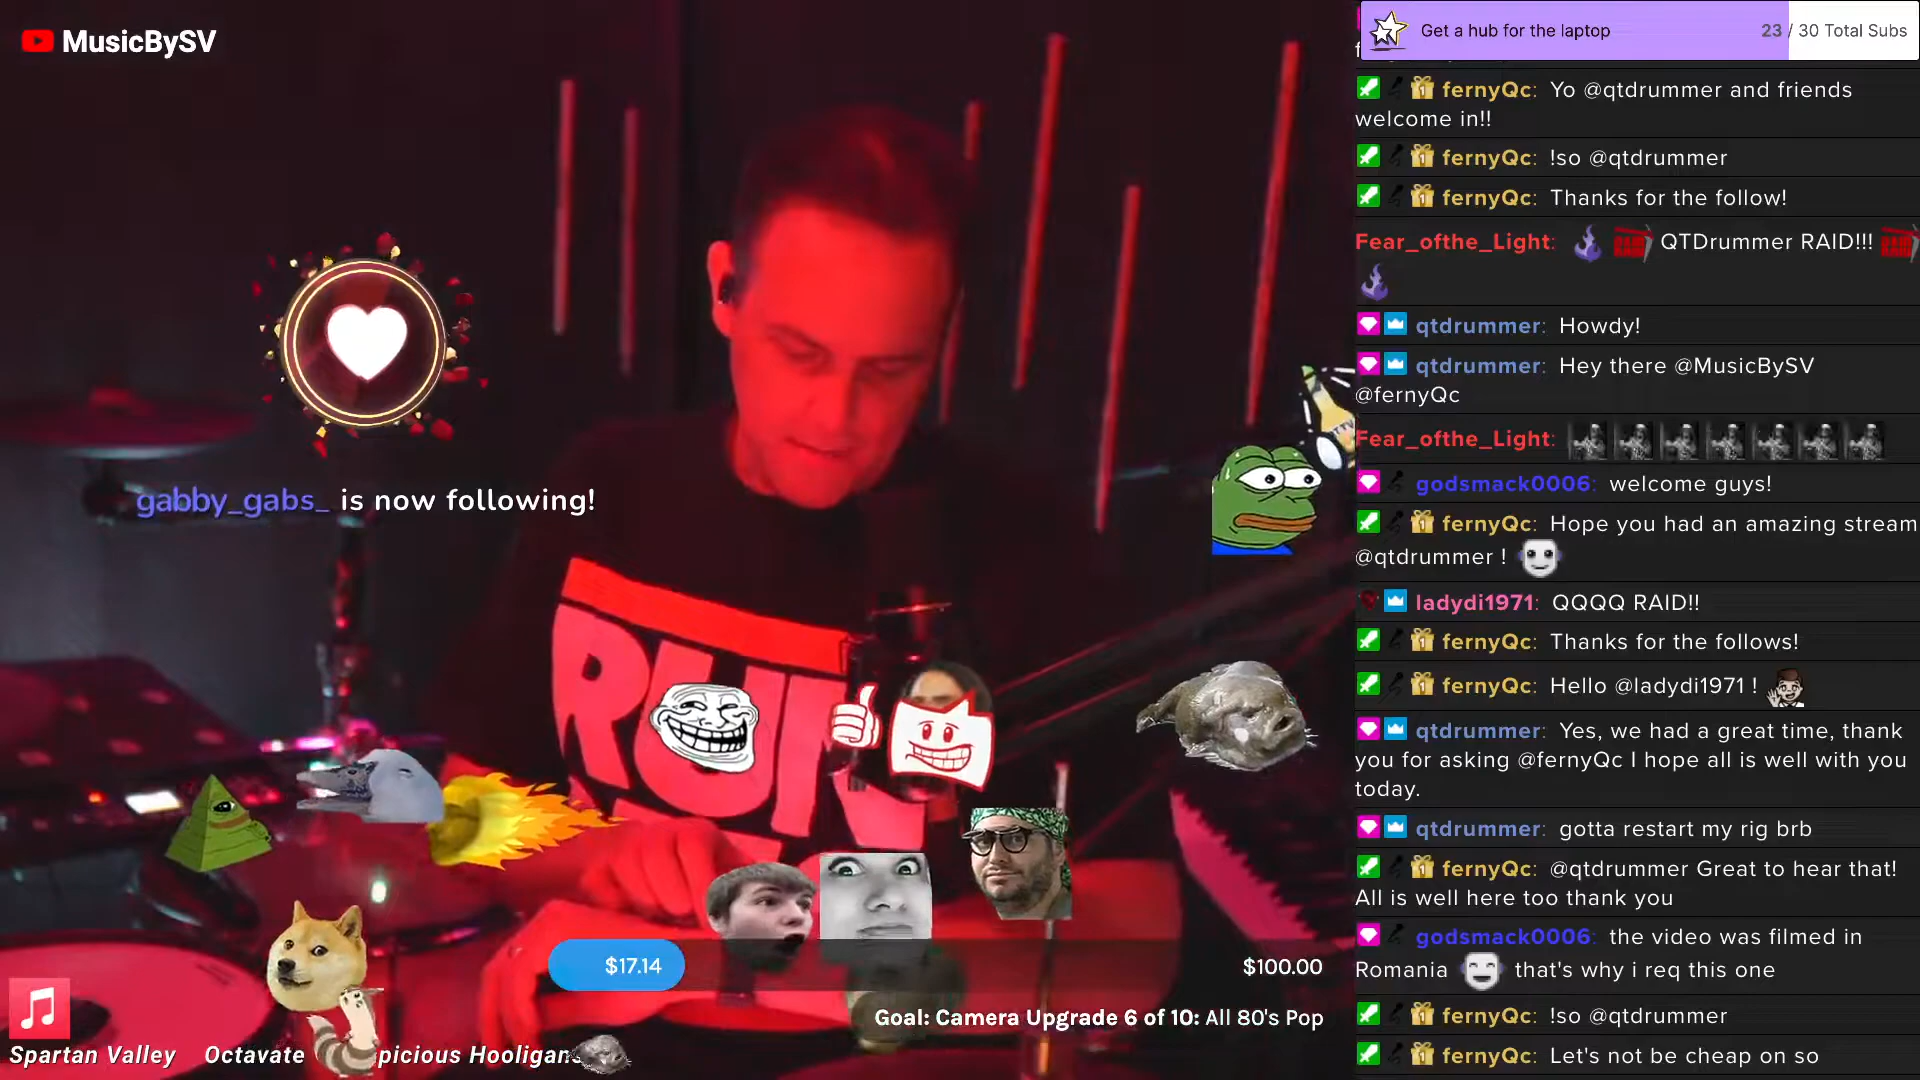 MusicBySV
gabby_gabs_ is now following!
RUN
$17.14
$100.00
Goal: Camera Upgrade 6 of 10: All 80's Pop
Spartan Valley Octavate picious Hooligans
Get a hub for the laptop 23 / 30 Total Subs
fernyQc: Yo @qtdrummer and friends
welcome in!!
fernyQc: !so @qtdrummer
fernyQc: Thanks for the follow!
Fear_ofthe_Light: QTDrummer RAID!!!
qtdrummer: Howdy!
qtdrummer: Hey there @MusicBySV
@fernyQc
Fear_ofthe_Light:
godsmack0006: welcome guys!
fernyQc: Hope you had an amazing stream
@qtdrummer !
ladydi1971: QQQQ RAID!!
fernyQc: Thanks for the follows!
fernyQc: Hello @ladydi1971 !
qtdrummer: Yes, we had a great time, thank
you for asking @fernyQc I hope all is well with you
today.
qtdrummer: gotta restart my rig brb
fernyQc: @qtdrummer Great to hear that!
All is well here too thank you
godsmack0006: the video was filmed in
Romania that's why i req this one
fernyQc: !so @qtdrummer
fernyQc: Let's not be cheap on so